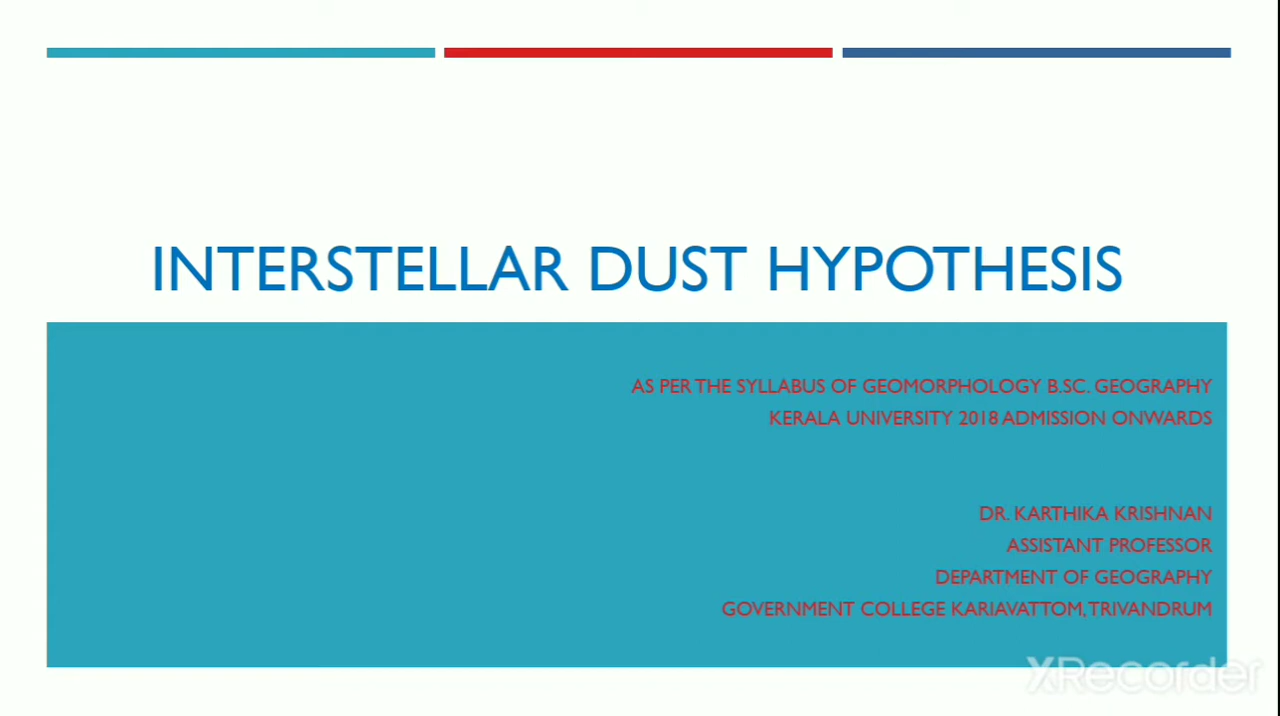 INTERSTELLAR DUST HYPOTHESIS
AS PER THE SYLLABUS OF GEOMORPHOLOGY B.SC. GEOGRAPHY
KERALA UNIVERSITY 2018 ADMISSION ONWARDS
DR. KARTHIKA KRISHNAN
ASSISTANT PROFESSOR
DEPARTMENT OF GEOGRAPHY
GOVERNMENT COLLEGE KARIAVATTOM, TRIVANDRUM
XRecorder